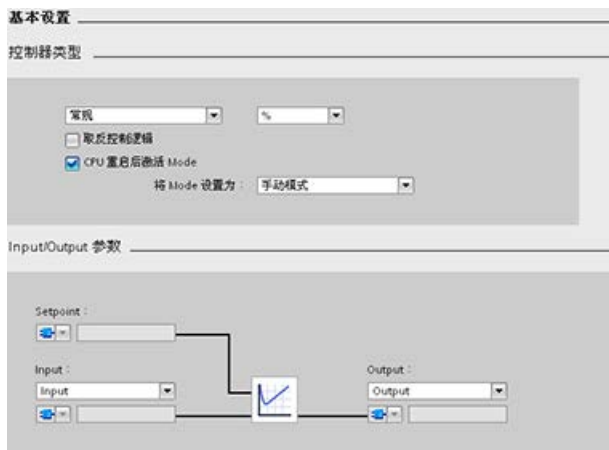 基本设置
控制器类型
常规 %
取反控制逻辑
CPU 重启后激活 Mode
将 Mode 设置为： 手动模式
Input/Output 参数
Setpoint：
Input： Output：
Input Output